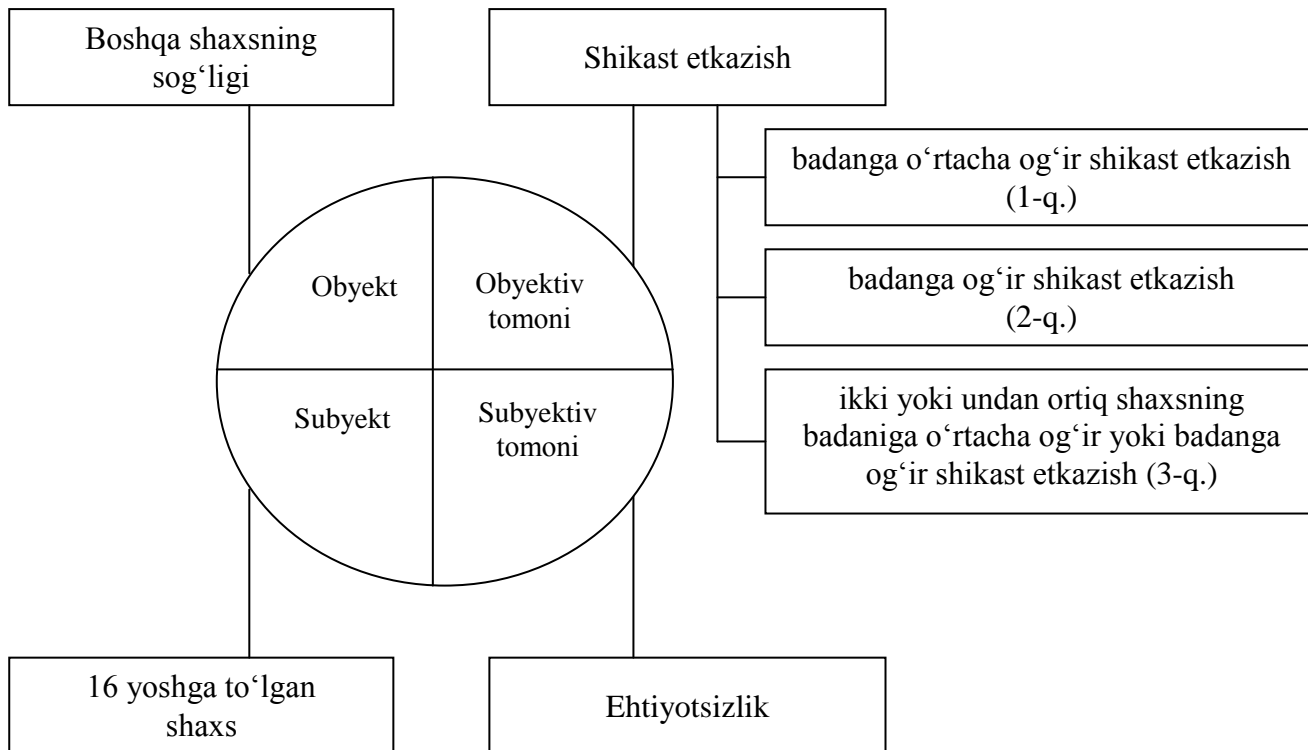 Boshqa shaxsning
sog‘ligi
Shikast etkazish
badanga o‘rtacha og‘ir shikast etkazish
(1-q.)
badanga og‘ir shikast etkazish
(2-q.)
ikki yoki undan ortiq shaxsning
badaniga o‘rtacha og‘ir yoki badanga
og‘ir shikast etkazish (3-q.)
Obyekt
Obyektiv
tomoni
Subyekt
Subyektiv
tomoni
16 yoshga to‘lgan
shaxs
Ehtiyotsizlik